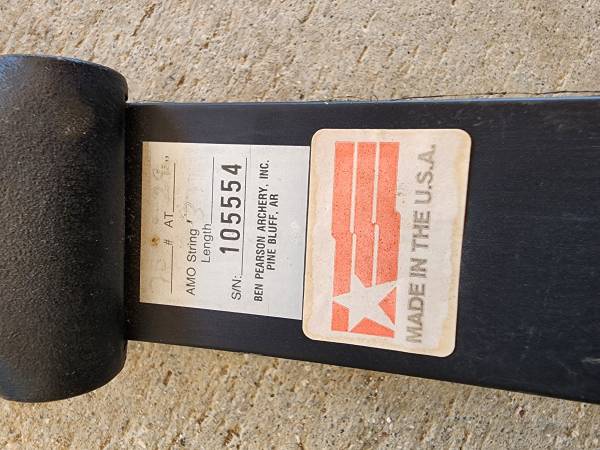 # AT "
AMO String
Length
S/N: 105554
BEN PEARSON ARCHERY, INC.
PINE BLUFF, AR
MADE IN THE U.S.A.